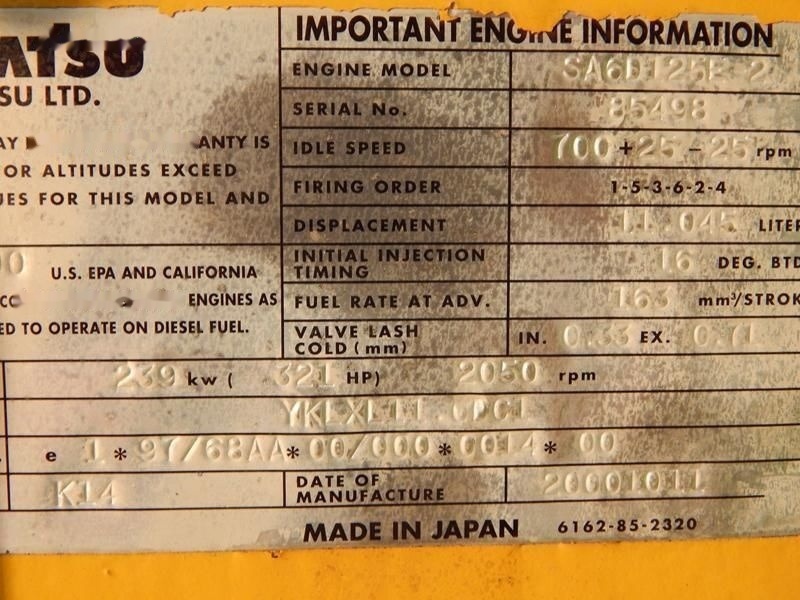 IMPORTANT ENGINE INFORMATION
ATSU
SU LTD.
ENGINE MODEL SA6D125E-2
SERIAL No. 85498
AY ANTY IS
IDLE SPEED 700 +25 -25 rpm
OR ALTITUDES EXCEED
UES FOR THIS MODEL AND
FIRING ORDER 1-5-3-6-2-4
DISPLACEMENT 11.045 LITER
INITIAL INJECTION
TIMING 16 DEG. BTD
00 U.S. EPA AND CALIFORNIA
CC ENGINES AS
FUEL RATE AT ADV. 163 mm³/STROK
ED TO OPERATE ON DIESEL FUEL.
VALVE LASH
COLD (mm) IN. 0.33 EX. 0.71
239 kw ( 321 HP) 2050 rpm
e 1 * 97/68AA*00/000*0014* 00
K14
DATE OF
MANUFACTURE 20001011
MADE IN JAPAN 6162-85-2320